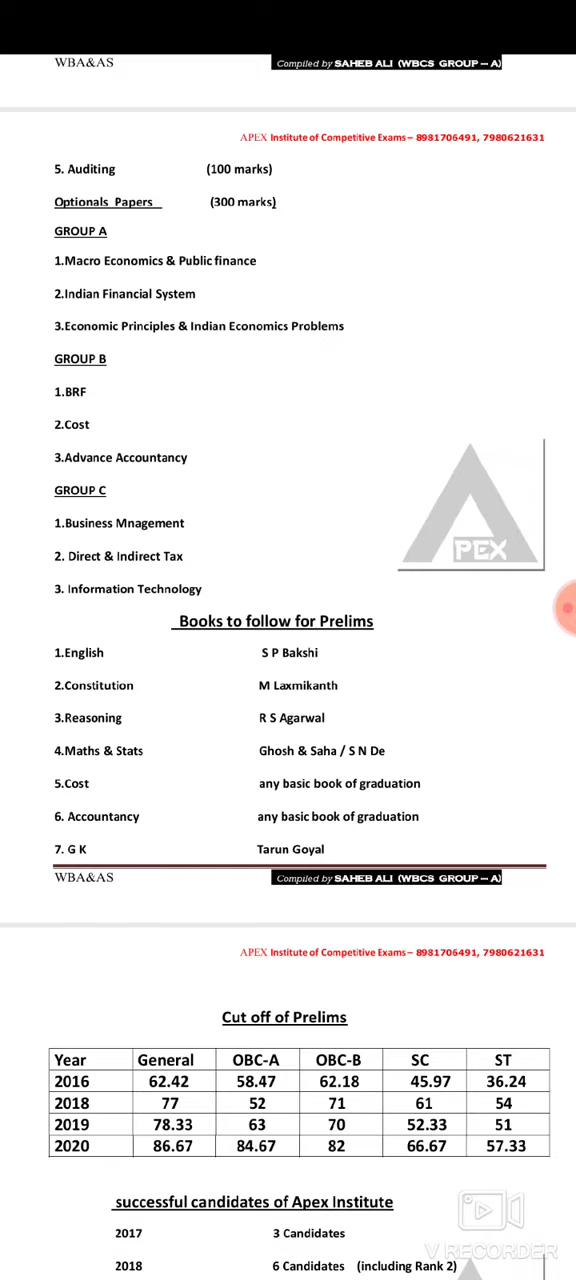 WBA&AS Compiled by SAHEB ALI (WBCS GROUP – A)
APEX Institute of Competitive Exams – 8981706491, 7980621631
5. Auditing (100 marks)
Optionals Papers (300 marks)
GROUP A
1.Macro Economics & Public finance
2.Indian Financial System
3.Economic Principles & Indian Economics Problems
GROUP B
1.BRF
2.Cost
3.Advance Accountancy
GROUP C
1.Business Mnagement
PEX
2. Direct & Indirect Tax
3. Information Technology
Books to follow for Prelims
1.English S P Bakshi
2.Constitution M Laxmikanth
3.Reasoning R S Agarwal
4.Maths & Stats Ghosh & Saha / S N De
5.Cost any basic book of graduation
6. Accountancy any basic book of graduation
7. G K Tarun Goyal
WBA&AS Compiled by SAHEB ALI (WBCS GROUP – A)
APEX Institute of Competitive Exams – 8981706491, 7980621631
Cut off of Prelims
Year General OBC-A OBC-B SC ST
2016 62.42 58.47 62.18 45.97 36.24
2018 77 52 71 61 54
2019 78.33 63 70 52.33 51
2020 86.67 84.67 82 66.67 57.33
successful candidates of Apex Institute
2017 3 Candidates
V RECORDER
2018 6 Candidates (including Rank 2)